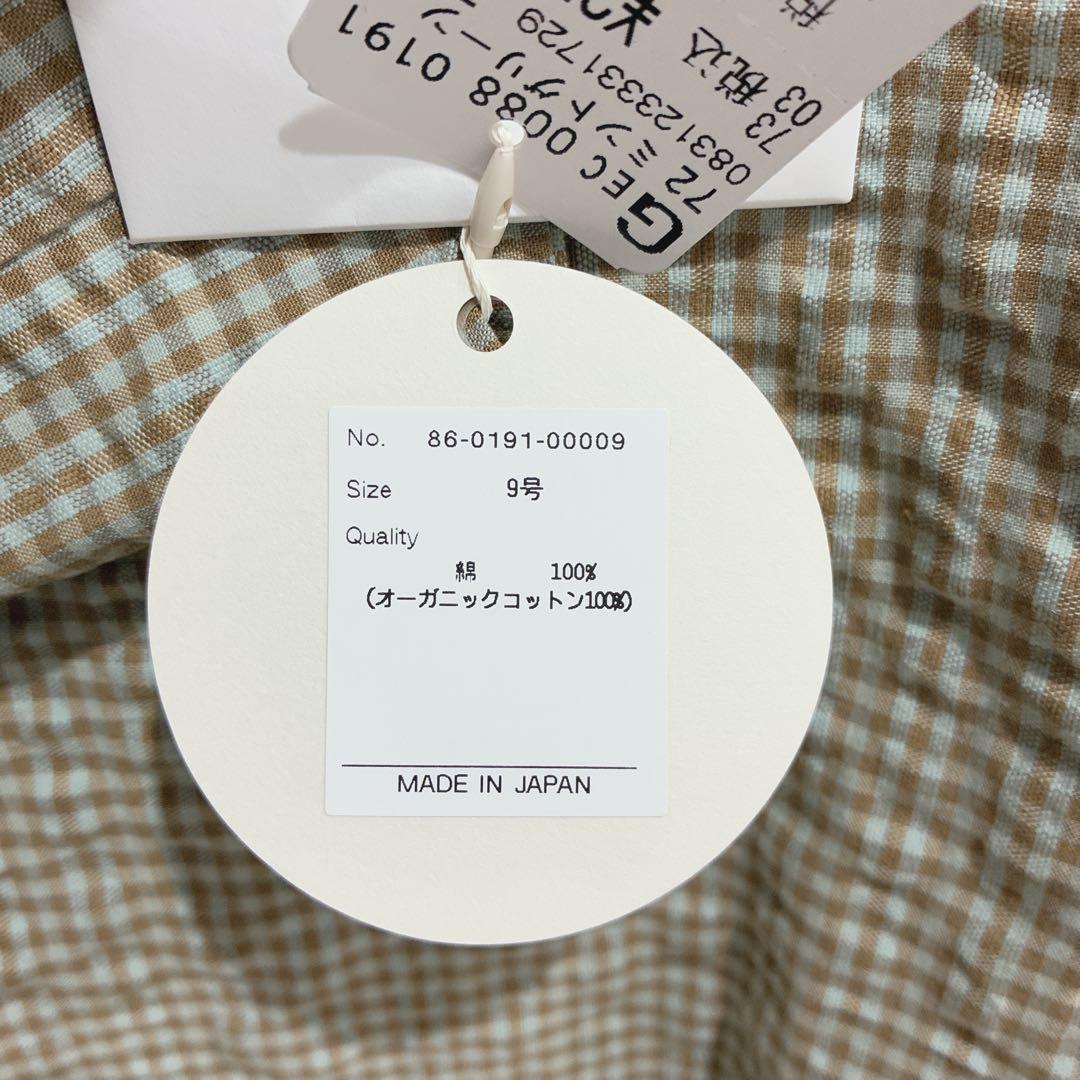 GEC 0088 0191
72 ミントグリーン
0831233331729
73 税込 ¥
03 税
No. 86-0191-00009
Size 9号
Quality
綿 100%
(オーガニックコットン100%)
MADE IN JAPAN